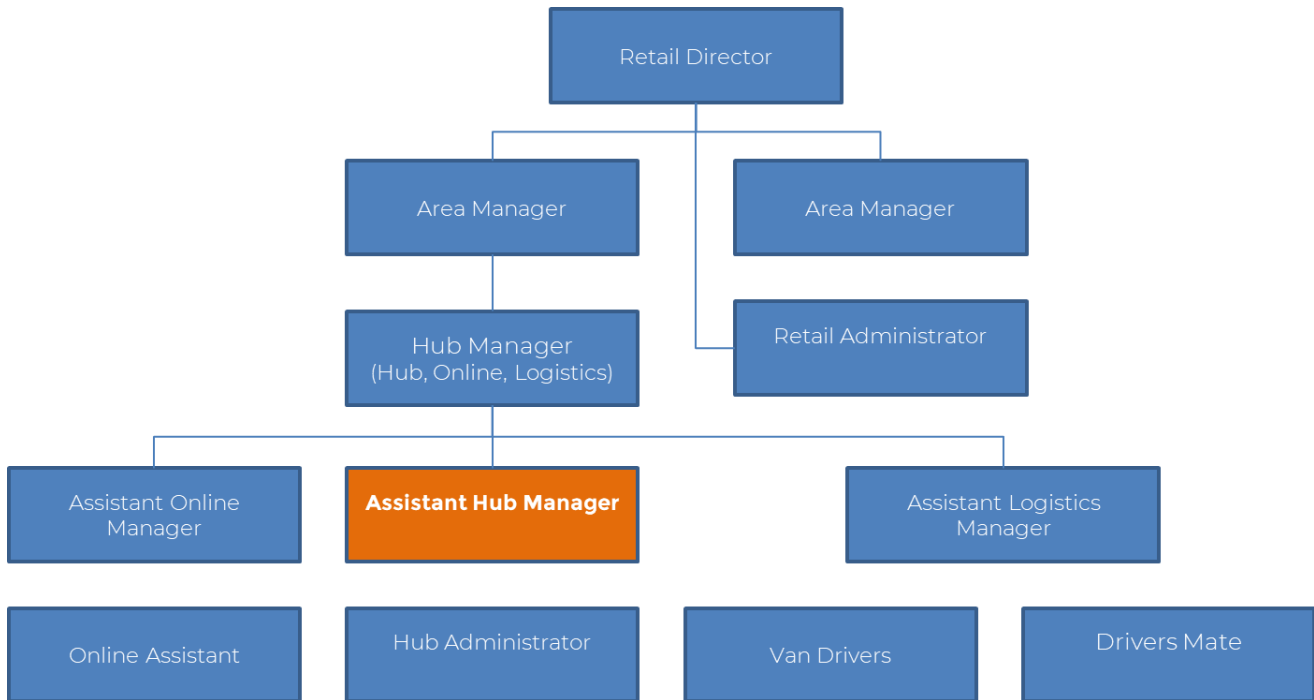 Retail Director
Area Manager
Area Manager
Hub Manager
(Hub, Online, Logistics)
Retail Administrator
Assistant Online
Manager
Assistant Hub Manager
Assistant Logistics
Manager
Online Assistant
Hub Administrator
Van Drivers
Drivers Mate